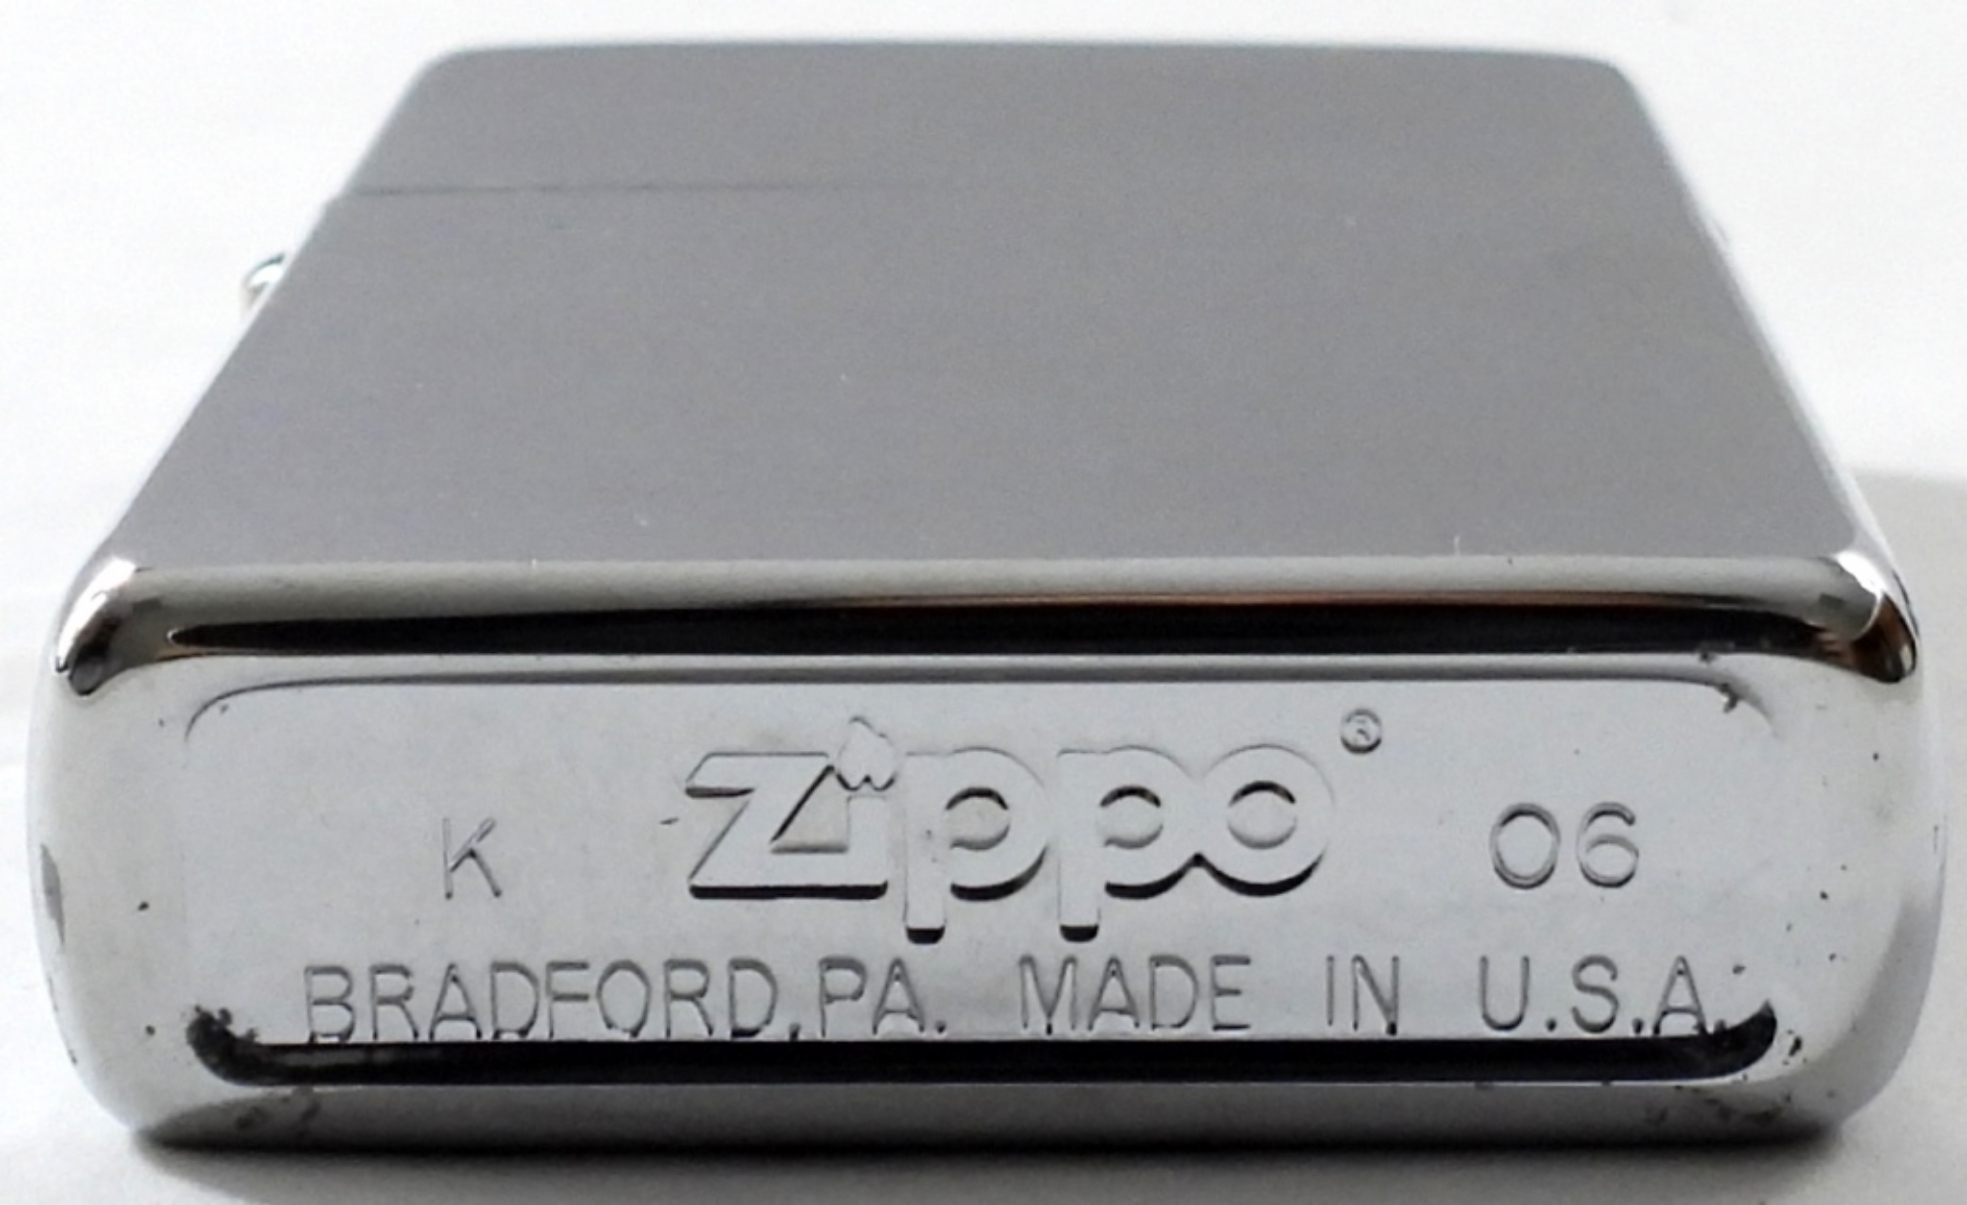 Zippo ®
K 06
BRADFORD, PA. MADE IN U.S.A.